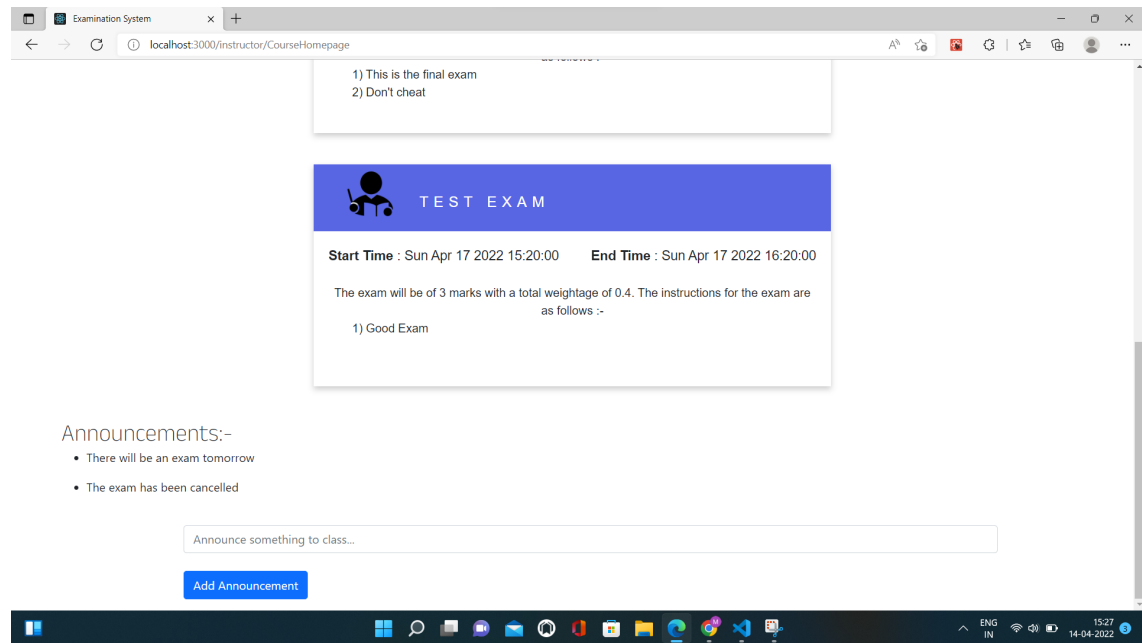 Examination System
localhost:3000/instructor/CourseHomepage
1) This is the final exam
2) Don't cheat
TEST EXAM
Start Time : Sun Apr 17 2022 15:20:00 End Time : Sun Apr 17 2022 16:20:00
The exam will be of 3 marks with a total weightage of 0.4. The instructions for the exam are
as follows :-
1) Good Exam
Announcements:-
• There will be an exam tomorrow
• The exam has been cancelled
Announce something to class...
Add Announcement
ENG
IN
15:27
14-04-2022
3